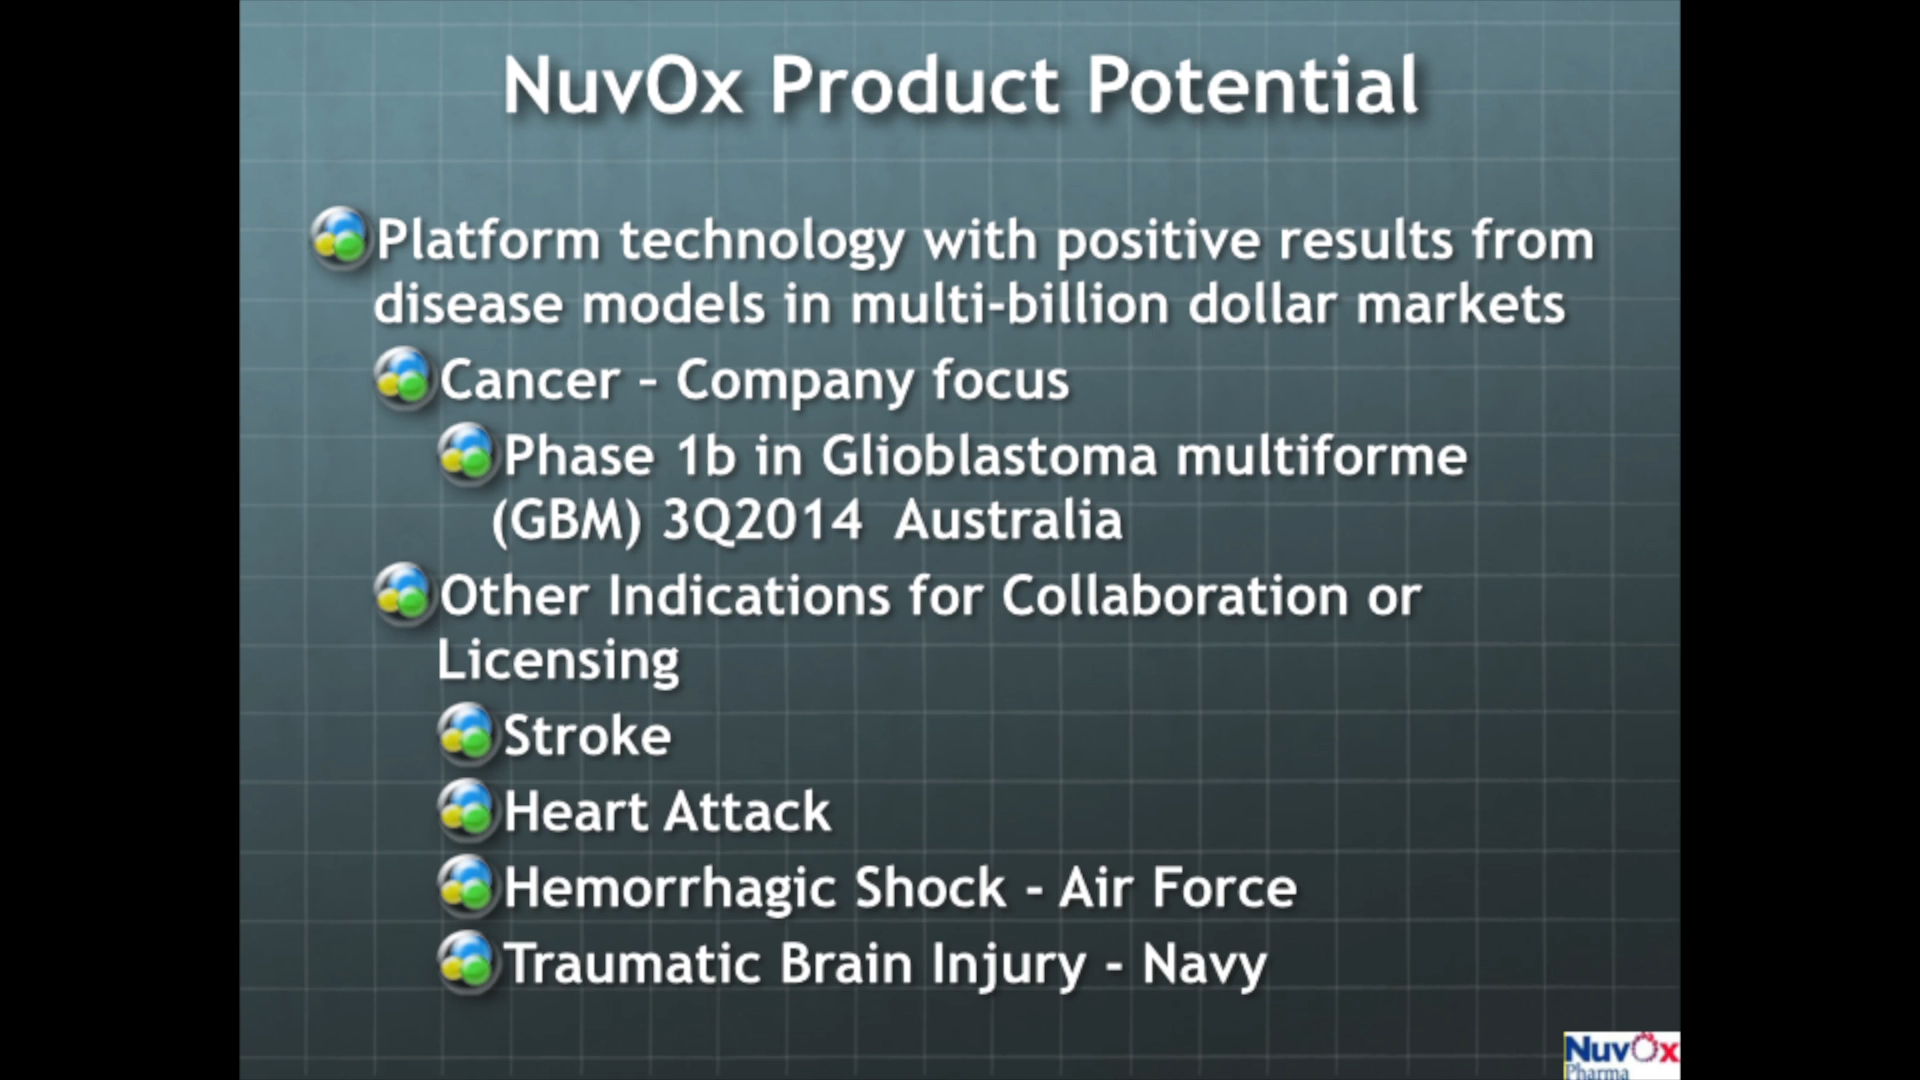 NuvOx Product Potential
Platform technology with positive results from
disease models in multi-billion dollar markets
Cancer – Company focus
Phase 1b in Glioblastoma multiforme
(GBM) 3Q2014 Australia
Other Indications for Collaboration or
Licensing
Stroke
Heart Attack
Hemorrhagic Shock - Air Force
Traumatic Brain Injury - Navy
NuvOx
Pharma